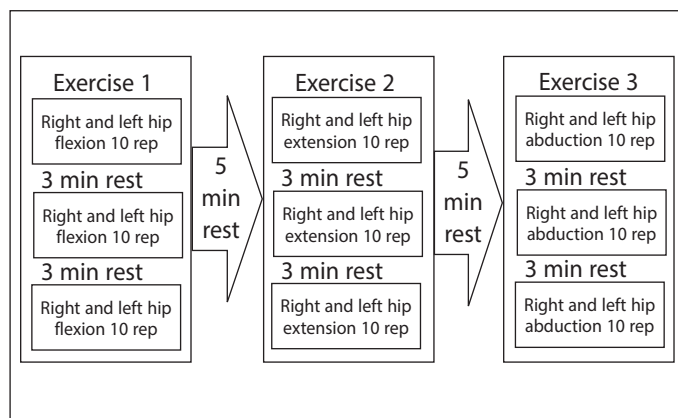 Exercise 1
Right and left hip
flexion 10 rep
3 min rest
Right and left hip
flexion 10 rep
3 min rest
Right and left hip
flexion 10 rep
5
min
rest
Exercise 2
Right and left hip
extension 10 rep
3 min rest
Right and left hip
extension 10 rep
3 min rest
Right and left hip
extension 10 rep
5
min
rest
Exercise 3
Right and left hip
abduction 10 rep
3 min rest
Right and left hip
abduction 10 rep
3 min rest
Right and left hip
abduction 10 rep